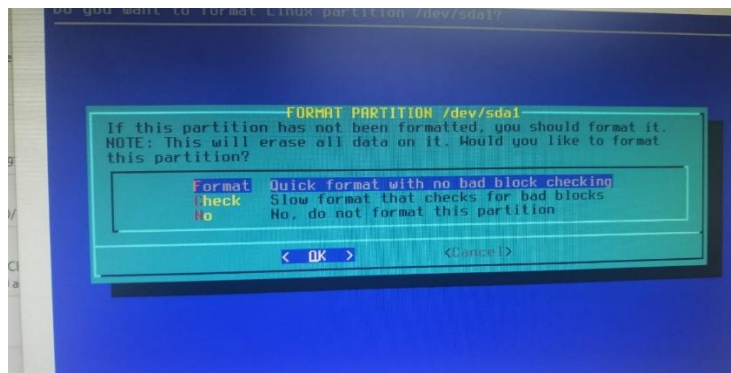 Do you want to format Linux partition /dev/sda1?
FORMAT PARTITION /dev/sda1
If this partition has not been formatted, you should format it.
NOTE: This will erase all data on it. Would you like to format
this partition?
Format Quick format with no bad block checking
Check Slow format that checks for bad blocks
No No, do not format this partition
< OK > <Cancel>